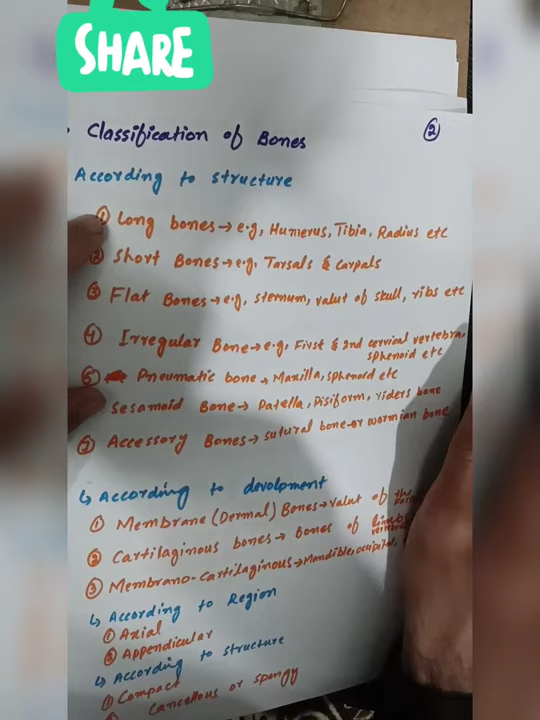 SHARE
Classification of Bones
②
According to structure
① Long bones → e.g, Humerus, Tibia, Radius etc
② Short Bones → e.g, Tarsals & Carpals
③ Flat Bones → e.g, sternum, valut of skull, ribs etc
④ Irregular Bone → e.g, First & 2nd cervical vertebra,
sphenoid etc
⑤ Pneumatic bone → Maxilla, sphenoid etc
Sesamoid Bone → Patella, Pisiform, riders bone
⑦ Accessory Bones → sutural bone or wormian bone
↳ According to devolpment
① Membrane (Dermal) Bones → valut of the
② Cartilaginous bones → Bones of limbs
③ Membrano-cartilaginous → Mandible, occipital,
↳ According to Region
① Axial
② Appendicular
↳ According to structure
① Compact
Cancellous or spongy